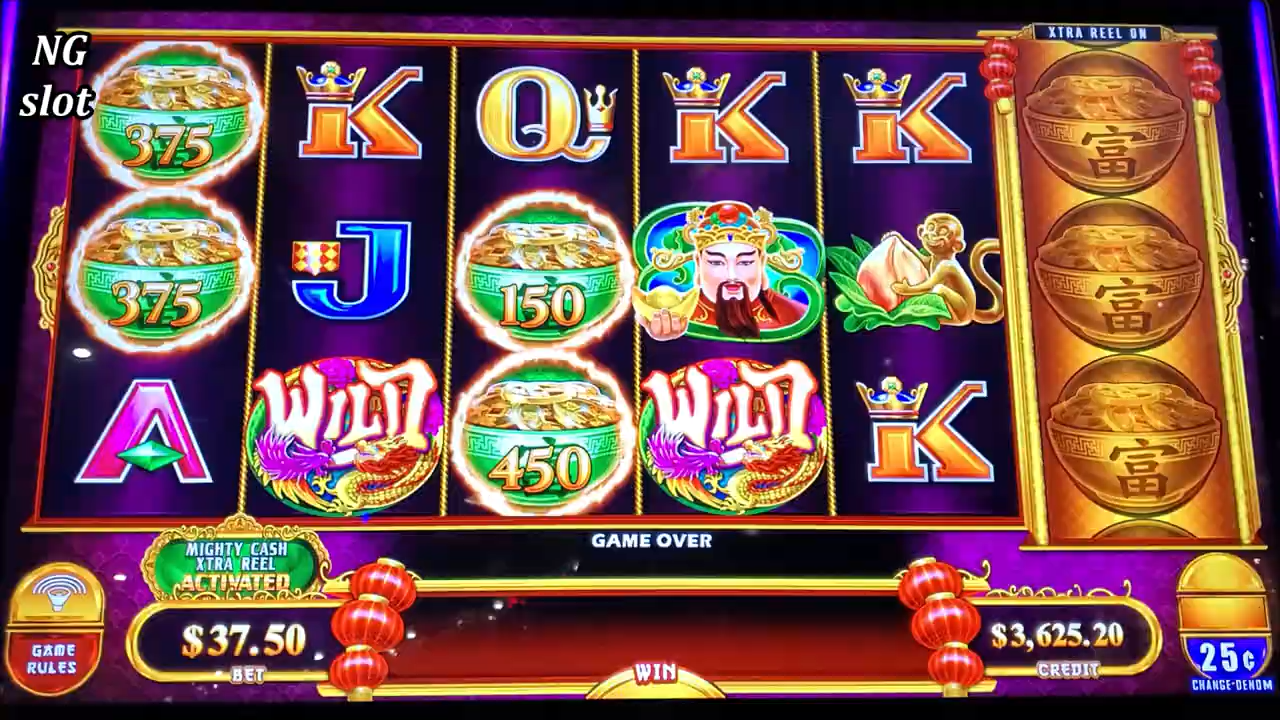 NG
slot
XTRA REEL ON
375
K
Q
K
K
富
375
J
150
富
A
WILD
450
WILD
K
富
GAME OVER
MIGHTY CASH
XTRA REEL
ACTIVATED
GAME
RULES
$37.50
BET
WIN
$3,625.20
CREDIT
25¢
CHANGE-DENOM